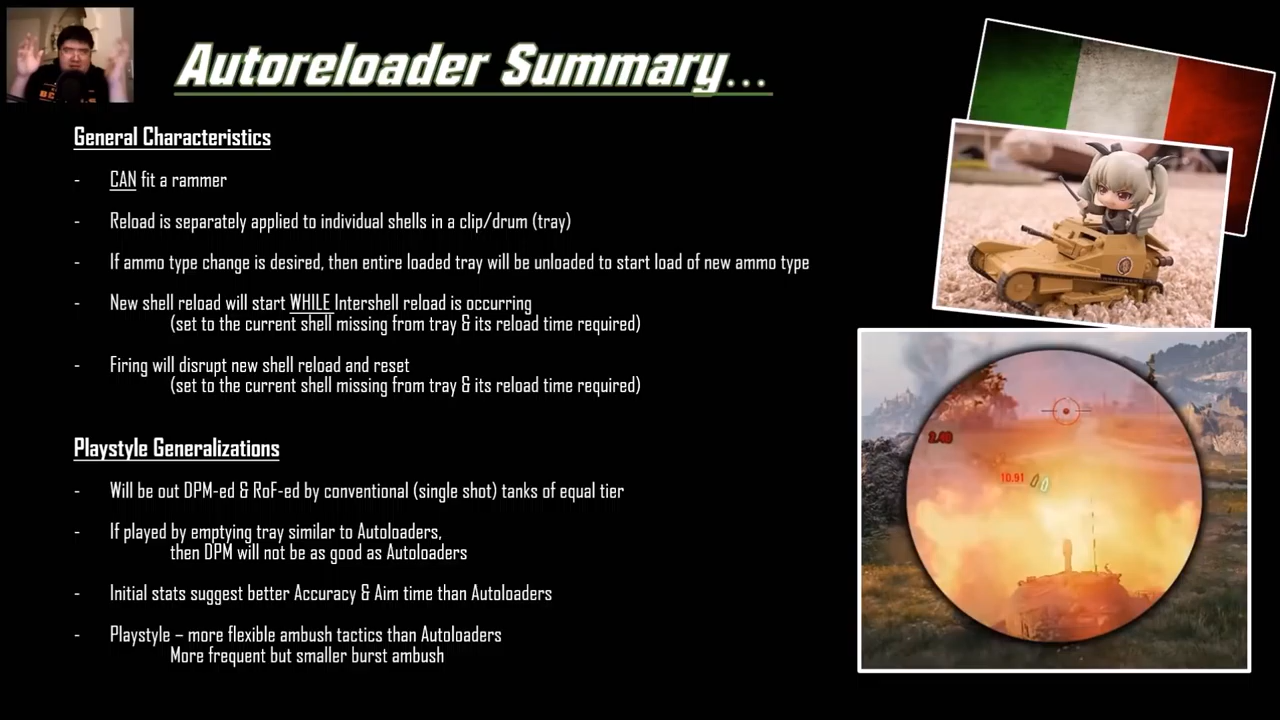 Autoreloader Summary...
General Characteristics
- CAN fit a rammer
- Reload is separately applied to individual shells in a clip/drum (tray)
- If ammo type change is desired, then entire loaded tray will be unloaded to start load of new ammo type
- New shell reload will start WHILE Intershell reload is occurring
(set to the current shell missing from tray & its reload time required)
- Firing will disrupt new shell reload and reset
(set to the current shell missing from tray & its reload time required)
Playstyle Generalizations
- Will be out DPM-ed & RoF-ed by conventional (single shot) tanks of equal tier
- If played by emptying tray similar to Autoloaders,
then DPM will not be as good as Autoloaders
- Initial stats suggest better Accuracy & Aim time than Autoloaders
- Playstyle – more flexible ambush tactics than Autoloaders
More frequent but smaller burst ambush
10.91